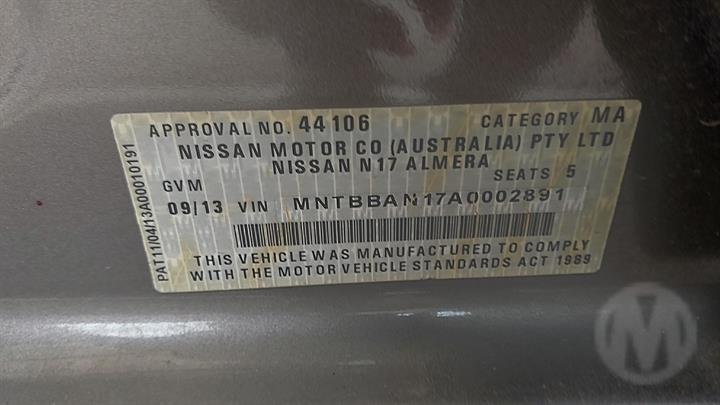 APPROVAL NO. 44106 CATEGORY MA
NISSAN MOTOR CO (AUSTRALIA) PTY LTD
NISSAN N17 ALMERA
GVM SEATS 5
09/13 VIN MNTBBAN17A0002891
THIS VEHICLE WAS MANUFACTURED TO COMPLY
WITH THE MOTOR VEHICLE STANDARDS ACT 1989
PAT11/04/13A00010191
M